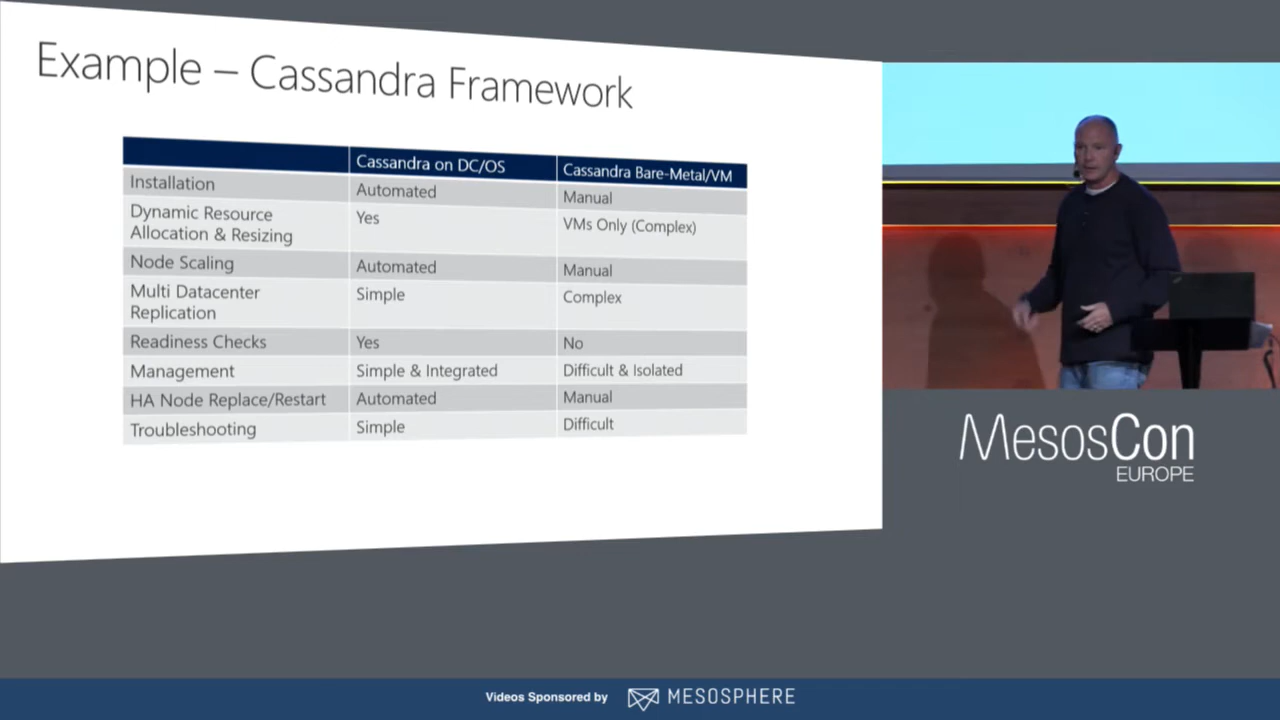 Example – Cassandra Framework
Cassandra on DC/OS
Cassandra Bare-Metal/VM
Installation
Automated
Manual
Dynamic Resource
Allocation & Resizing
Yes
VMs Only (Complex)
Node Scaling
Automated
Manual
Multi Datacenter
Replication
Simple
Complex
Readiness Checks
Yes
No
Management
Simple & Integrated
Difficult & Isolated
HA Node Replace/Restart
Automated
Manual
Troubleshooting
Simple
Difficult
MesosCon
EUROPE
Videos Sponsored by
MESOSPHERE